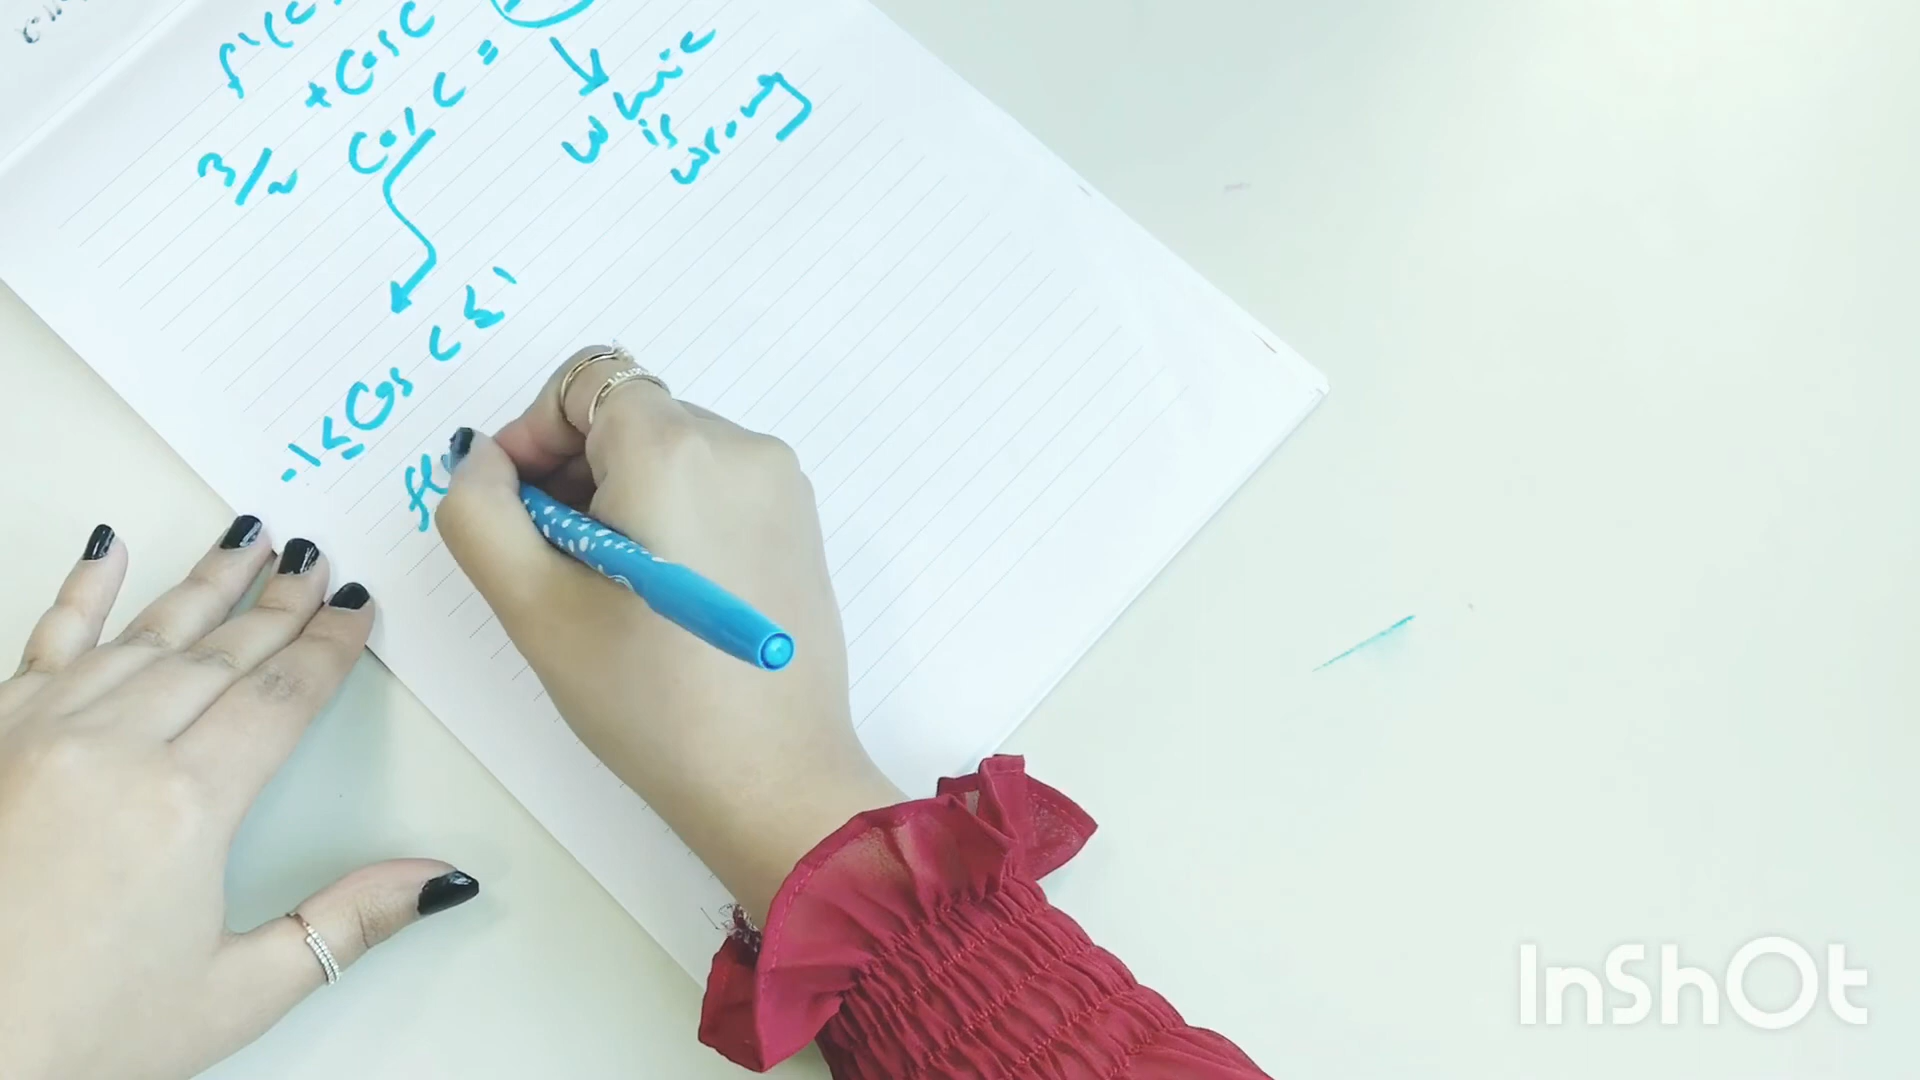 f'(c
+ Cos C
3/2 Cos C =
which
is
wrong]
-1 ≤ Cos C ≤ 1
InShOt